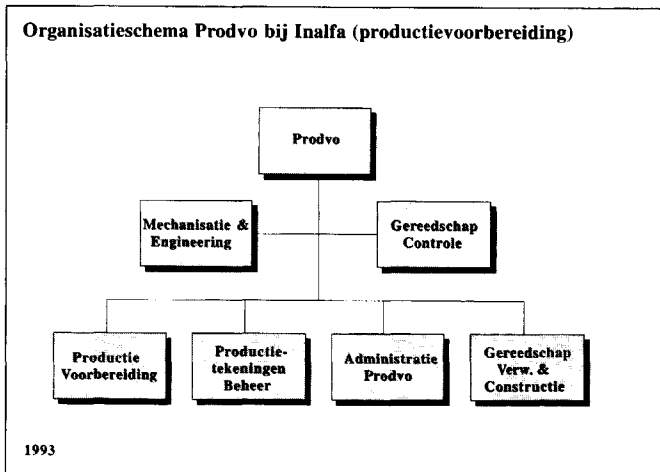 Organisatieschema Prodvo bij Inalfa (productievoorbereiding)
Prodvo
Mechanisatie &
Engineering
Gereedschap
Controle
Productie
Voorbereiding
Productie-
tekeningen
Beheer
Administratie
Prodvo
Gereedschap
Verw. &
Constructie
1993